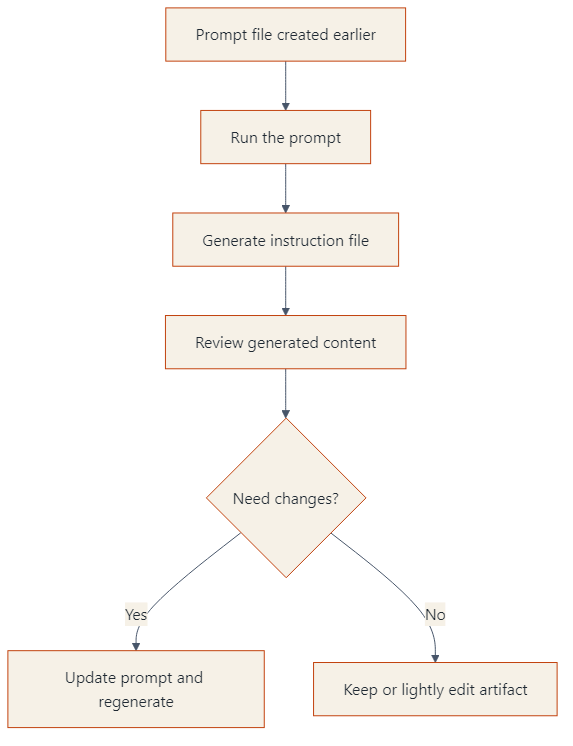 Prompt file created earlier
Run the prompt
Generate instruction file
Review generated content
Need changes?
Yes
No
Update prompt and
regenerate
Keep or lightly edit artifact